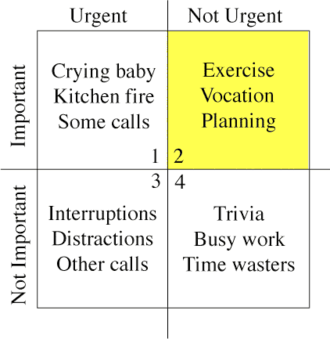 Urgent
Not Urgent
Important
Crying baby
Kitchen fire
Some calls
1
Exercise
Vocation
Planning
2
Not Important
3
Interruptions
Distractions
Other calls
4
Trivia
Busy work
Time wasters